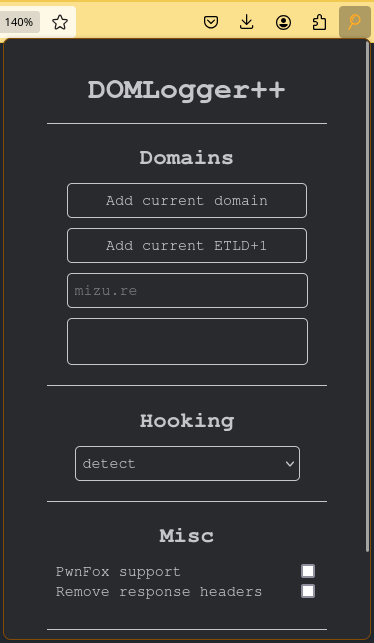 140%
DOMLogger++
Domains
Add current domain
Add current ETLD+1
mizu.re
Hooking
detect
Misc
PwnFox support
Remove response headers